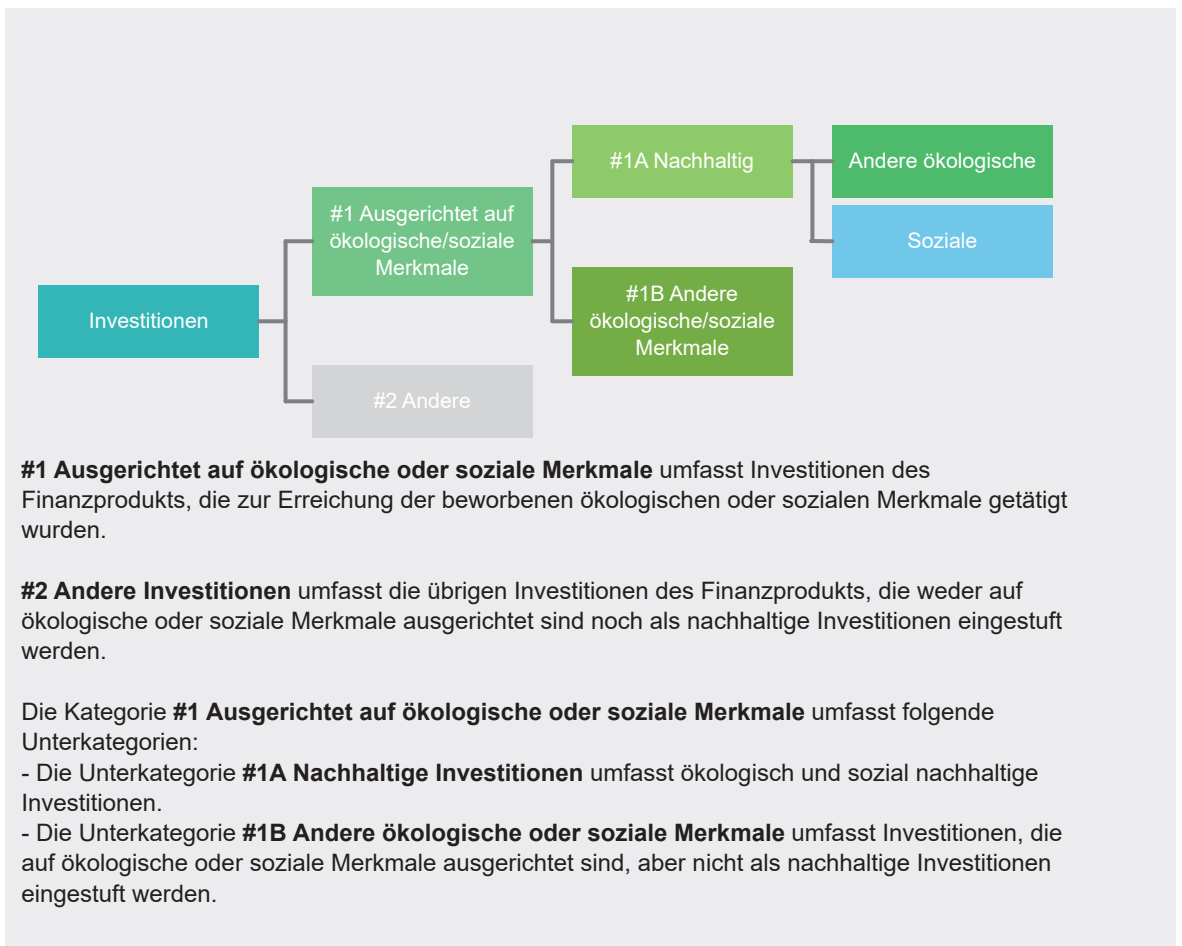 #1A Nachhaltig
Andere ökologische
#1 Ausgerichtet auf
ökologische/soziale
Merkmale
Soziale
Investitionen
#1B Andere
ökologische/soziale
Merkmale
#2 Andere
#1 Ausgerichtet auf ökologische oder soziale Merkmale umfasst Investitionen des
Finanzprodukts, die zur Erreichung der beworbenen ökologischen oder sozialen Merkmale getätigt
wurden.
#2 Andere Investitionen umfasst die übrigen Investitionen des Finanzprodukts, die weder auf
ökologische oder soziale Merkmale ausgerichtet sind noch als nachhaltige Investitionen eingestuft
werden.
Die Kategorie #1 Ausgerichtet auf ökologische oder soziale Merkmale umfasst folgende
Unterkategorien:
- Die Unterkategorie #1A Nachhaltige Investitionen umfasst ökologisch und sozial nachhaltige
Investitionen.
- Die Unterkategorie #1B Andere ökologische oder soziale Merkmale umfasst Investitionen, die
auf ökologische oder soziale Merkmale ausgerichtet sind, aber nicht als nachhaltige Investitionen
eingestuft werden.